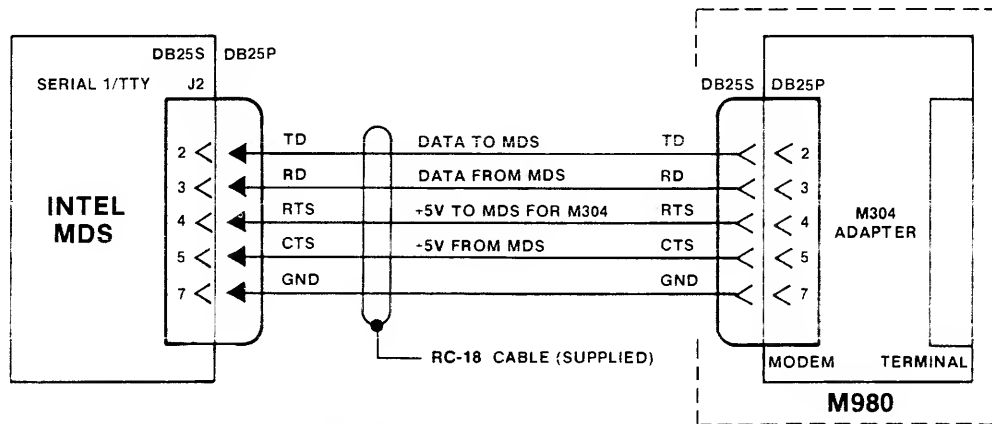 DB25S DB25P
SERIAL 1/TTY J2
DB25S DB25P
TD DATA TO MDS TD
2 2
RD DATA FROM MDS RD
3 3
INTEL
MDS
RTS +5V TO MDS FOR M304 RTS
4 4
M304
ADAPTER
CTS +5V FROM MDS CTS
5 5
GND GND
7 7
RC-18 CABLE (SUPPLIED)
MODEM TERMINAL
M980